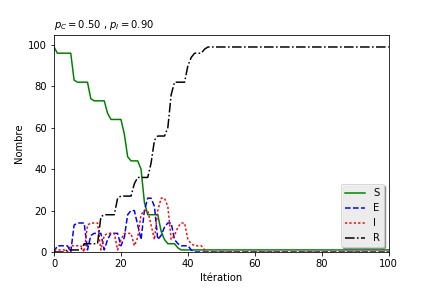 p_C = 0.50 , p_I = 0.90
100
80
60
40
20
0
Nombre
0 20 40 60 80 100
Itération
S
E
I
R